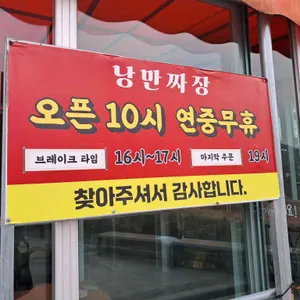 낭만짜장
오픈 10시 연중무휴
브레이크 타임 16시~17시 마지막 주문 19시
찾아주셔서 감사합니다.